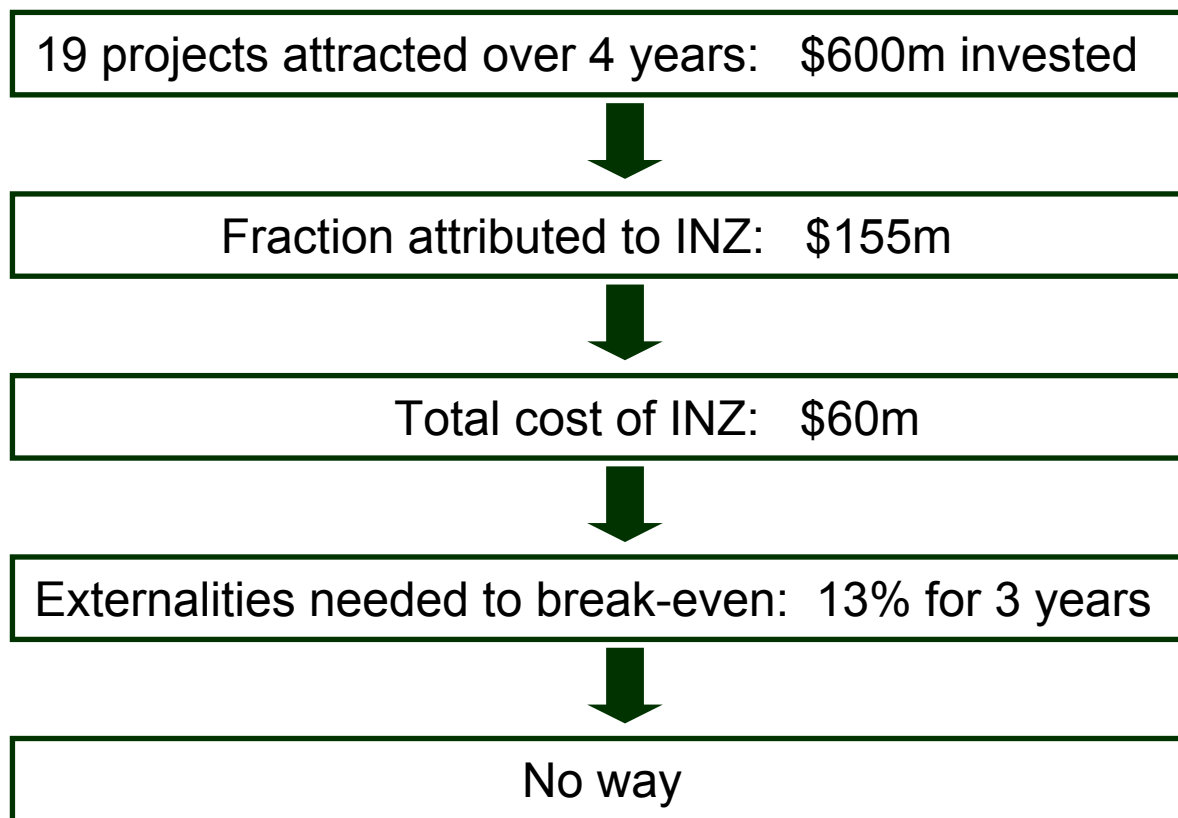 19 projects attracted over 4 years: $600m invested
Fraction attributed to INZ: $155m
Total cost of INZ: $60m
Externalities needed to break-even: 13% for 3 years
No way